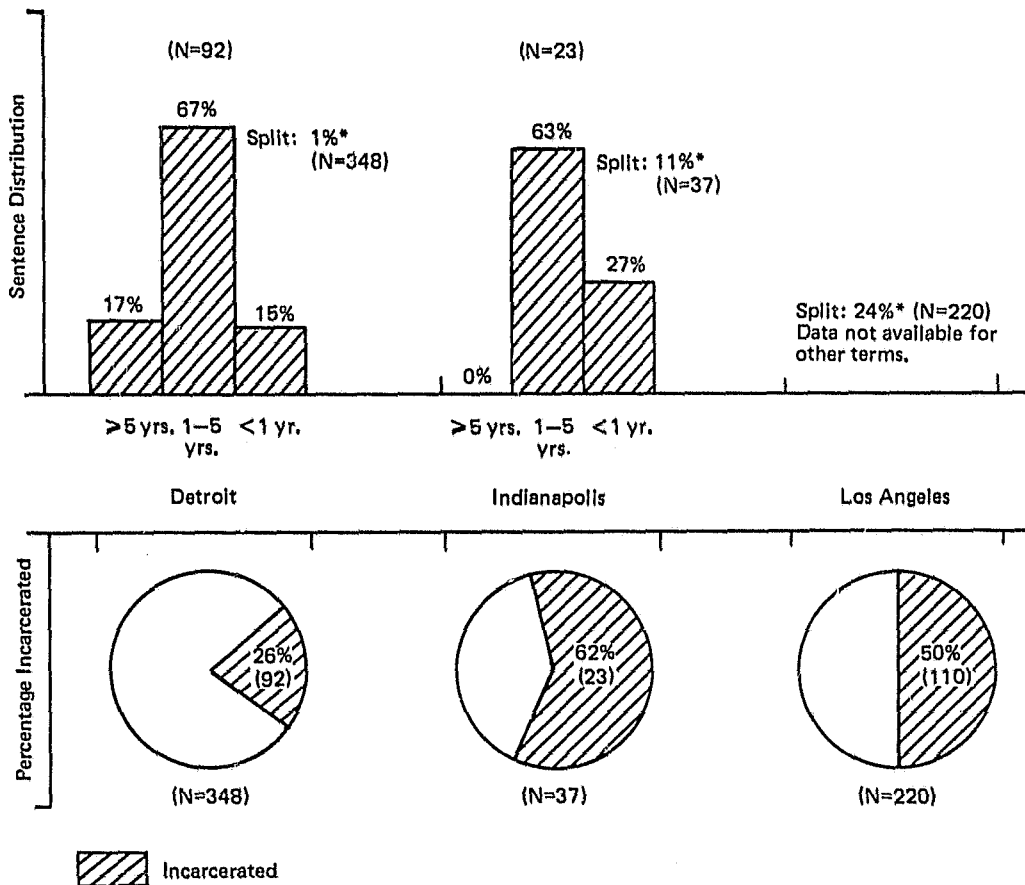 Sentence Distribution
(N=92)
67%
Split: 1%*
(N=348)
17%
15%
≥5 yrs. 1–5 <1 yr.
yrs.
(N=23)
63%
Split: 11%*
(N=37)
27%
0%
≥5 yrs. 1–5 <1 yr.
yrs.
Split: 24%* (N=220)
Data not available for
other terms.
Detroit
Indianapolis
Los Angeles
Percentage Incarcerated
26%
(92)
(N=348)
62%
(23)
(N=37)
50%
(110)
(N=220)
Incarcerated